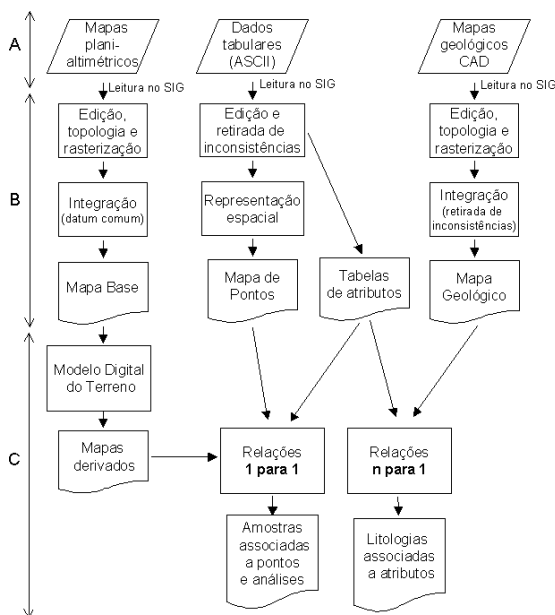 A
Mapas
plani-
altimétricos
Dados
tabulares
(ASCII)
Mapas
geológicos
CAD
Leitura no SIG
Leitura no SIG
Leitura no SIG
B
Edição,
topologia e
rasterização
Edição e
retirada de
inconsistências
Edição,
topologia e
rasterização
Integração
(datum comum)
Representação
espacial
Integração
(retirada de
inconsistências)
Mapa Base
Mapa de
Pontos
Tabelas
de atributos
Mapa
Geológico
C
Modelo Digital
do Terreno
Mapas
derivados
Relações
1 para 1
Relações
n para 1
Amostras
associadas
a pontos
e análises
Litologias
associadas
a atributos